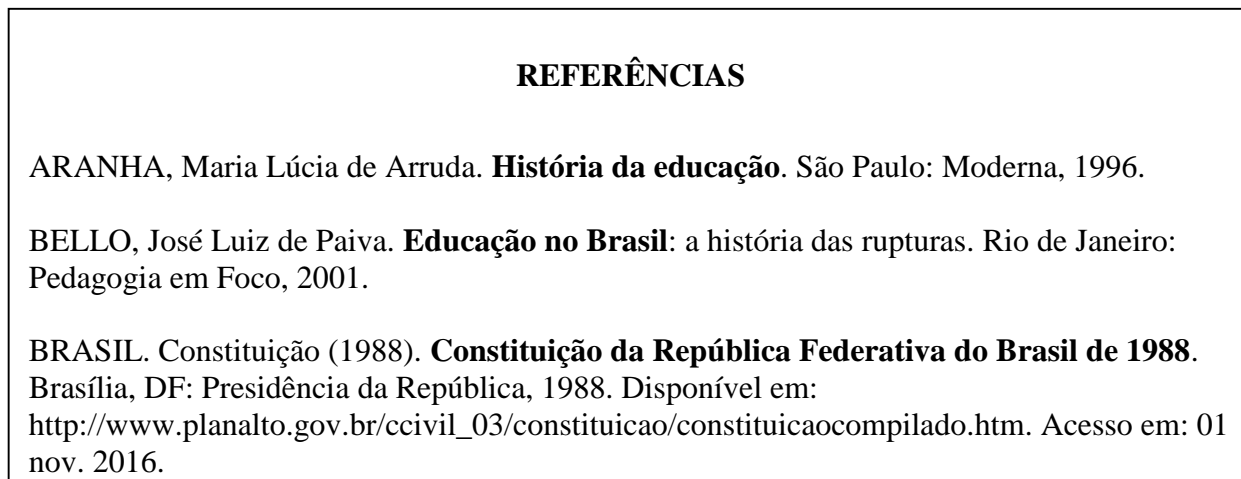 REFERÊNCIAS
ARANHA, Maria Lúcia de Arruda. História da educação. São Paulo: Moderna, 1996.
BELLO, José Luiz de Paiva. Educação no Brasil: a história das rupturas. Rio de Janeiro:
Pedagogia em Foco, 2001.
BRASIL. Constituição (1988). Constituição da República Federativa do Brasil de 1988.
Brasília, DF: Presidência da República, 1988. Disponível em:
http://www.planalto.gov.br/ccivil_03/constituicao/constituicaocompilado.htm. Acesso em: 01
nov. 2016.